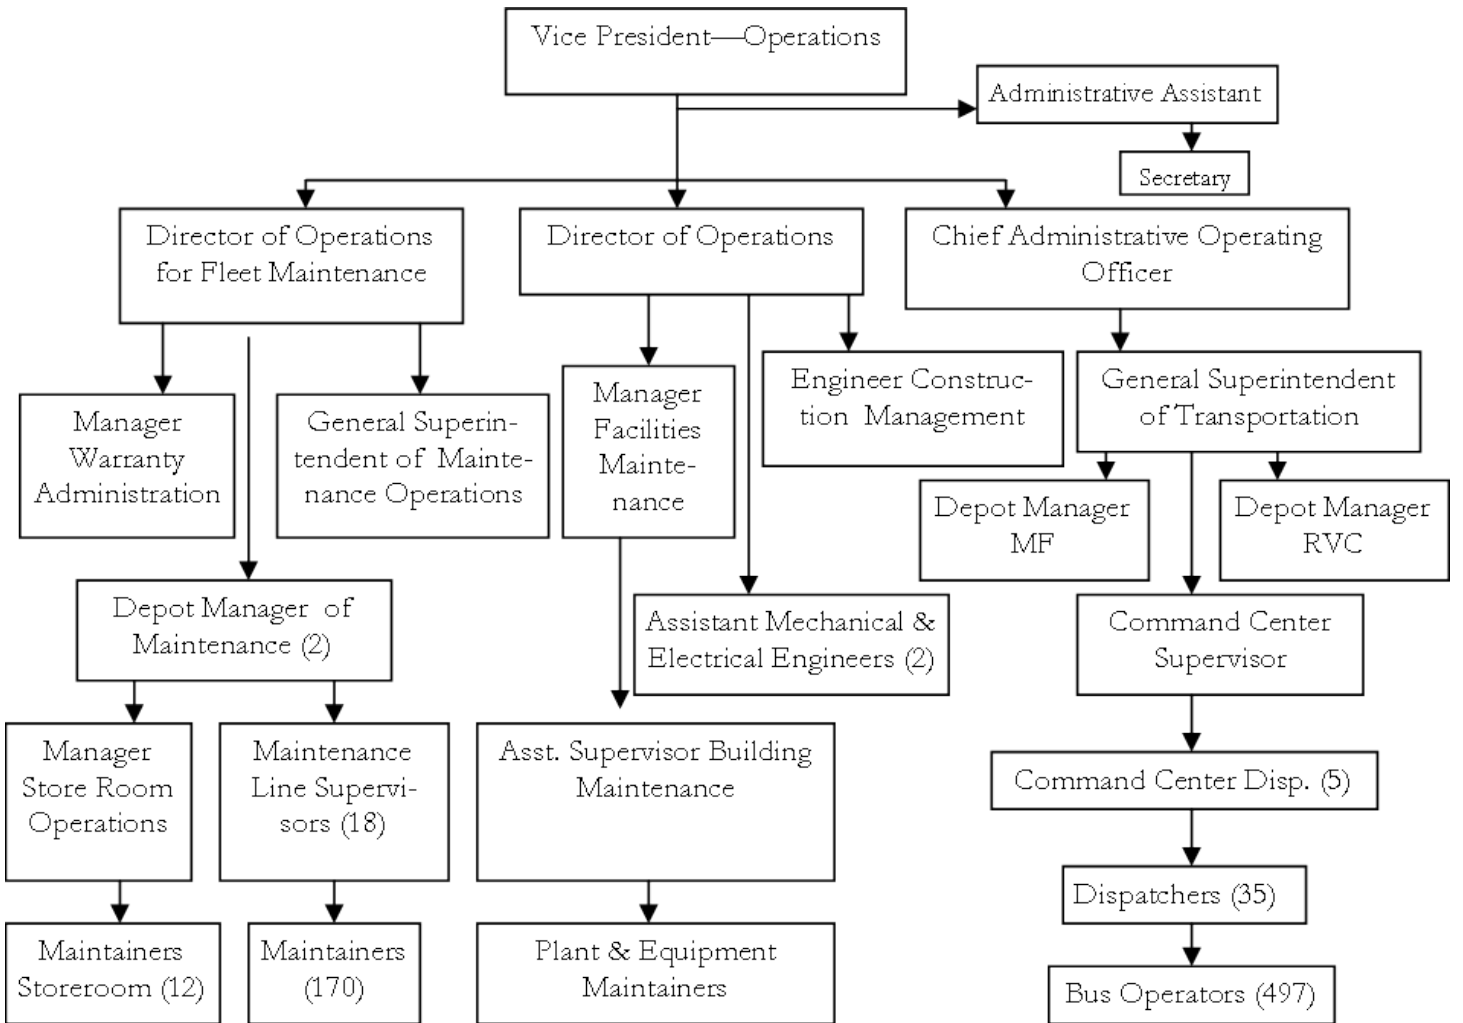 Vice President—Operations
Administrative Assistant
Secretary
Director of Operations
for Fleet Maintenance
Director of Operations
Chief Administrative Operating
Officer
Manager
Warranty
Administration
General Superin-
tendent of Mainte-
nance Operations
Manager
Facilities
Mainte-
nance
Engineer Construc-
tion Management
General Superintendent
of Transportation
Depot Manager
MF
Depot Manager
RVC
Depot Manager of
Maintenance (2)
Assistant Mechanical &
Electrical Engineers (2)
Command Center
Supervisor
Manager
Store Room
Operations
Maintenance
Line Supervi-
sors (18)
Asst. Supervisor Building
Maintenance
Command Center Disp. (5)
Dispatchers (35)
Maintainers
Storeroom (12)
Maintainers
(170)
Plant & Equipment
Maintainers
Bus Operators (497)